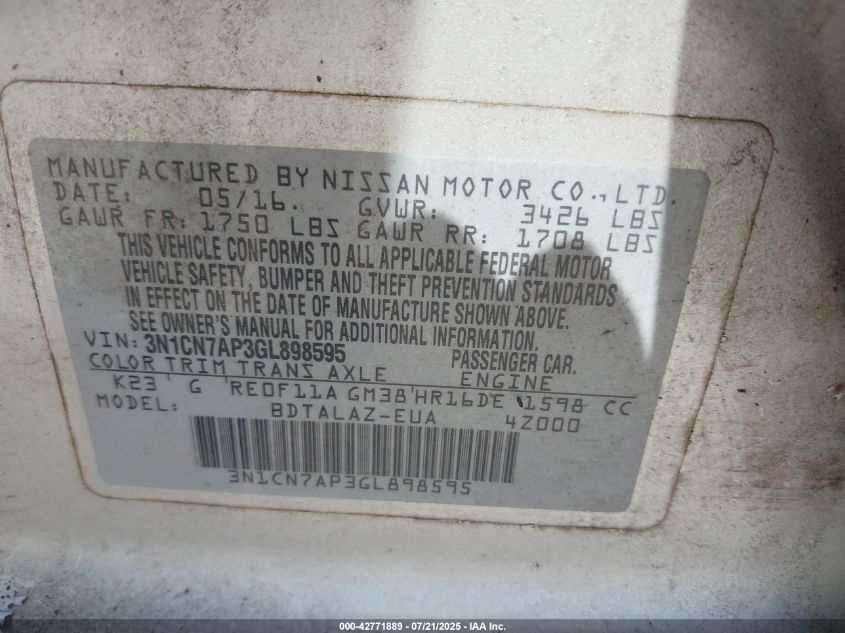 MANUFACTURED BY NISSAN MOTOR CO.,LTD.
DATE: 05/16. GVWR: 3426 LBS
GAWR FR: 1750 LBS GAWR RR: 1708 LBS
THIS VEHICLE CONFORMS TO ALL APPLICABLE FEDERAL MOTOR
VEHICLE SAFETY, BUMPER AND THEFT PREVENTION STANDARDS
IN EFFECT ON THE DATE OF MANUFACTURE SHOWN ABOVE.
SEE OWNER'S MANUAL FOR ADDITIONAL INFORMATION.
VIN: 3N1CN7AP3GL898595 PASSENGER CAR.
COLOR TRIM TRANS AXLE ENGINE
K23 G RE0F11A GM38 HR16DE 1598 CC
MODEL: BDTALAZ-EUA 4Z000
3N1CN7AP3GL898595
000-42771889 - 07/21/2025 - IAA Inc.